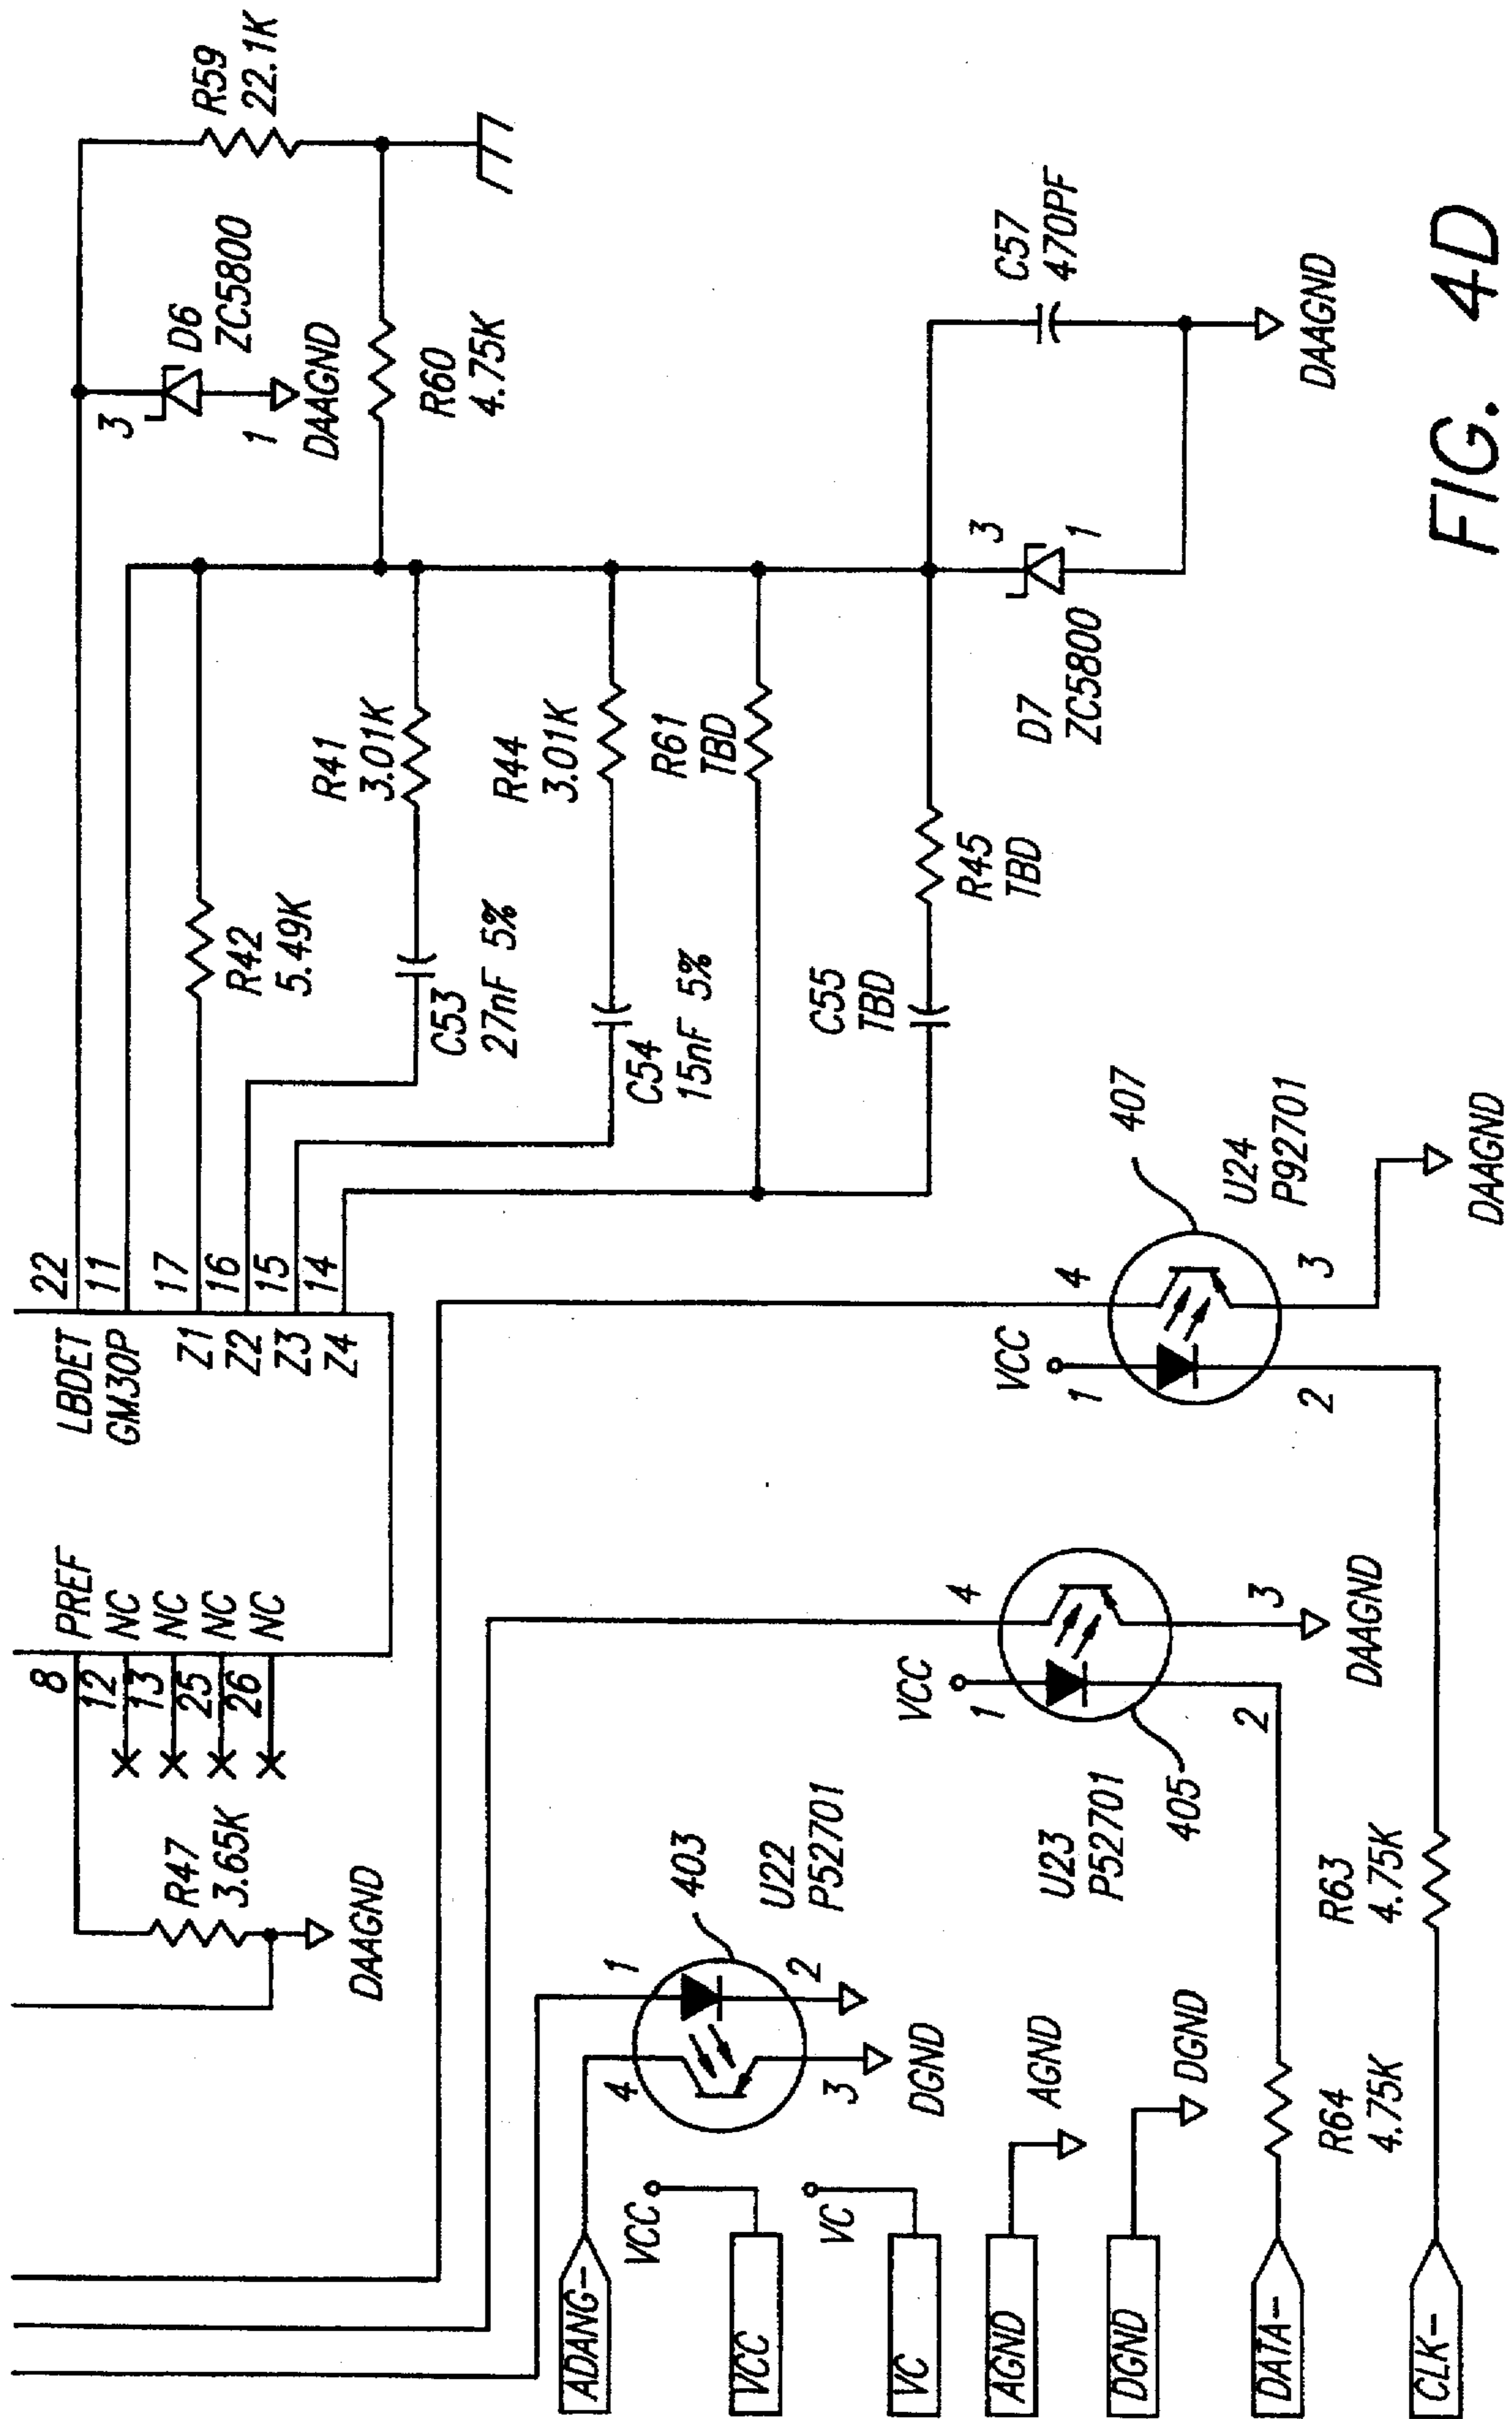 8
PREF
12
NC
13
NC
25
NC
26
NC
LBDET
22
GM30P
11
Z1
17
Z2
16
Z3
15
Z4
14
R47
3.65K
DAAGND
R42
5.49K
R41
3.01K
C53
27nF 5%
R44
3.01K
C54
15nF 5%
R61
TBD
C55
TBD
R45
TBD
3
D6
ZC5800
1
DAAGND
R59
22.1K
R60
4.75K
3
D7
ZC5800
1
C57
470PF
DAAGND
ADANG-
4
1
403
3
2
U22
P52701
DGND
VCC
VCC
VC
VC
AGND
AGND
DGND
DGND
VCC
1
4
U23
P52701
405
2
3
DAAGND
VCC
1
4
407
U24
P92701
2
3
DAAGND
DATA-
R64
4.75K
CLK-
R63
4.75K
FIG. 4D